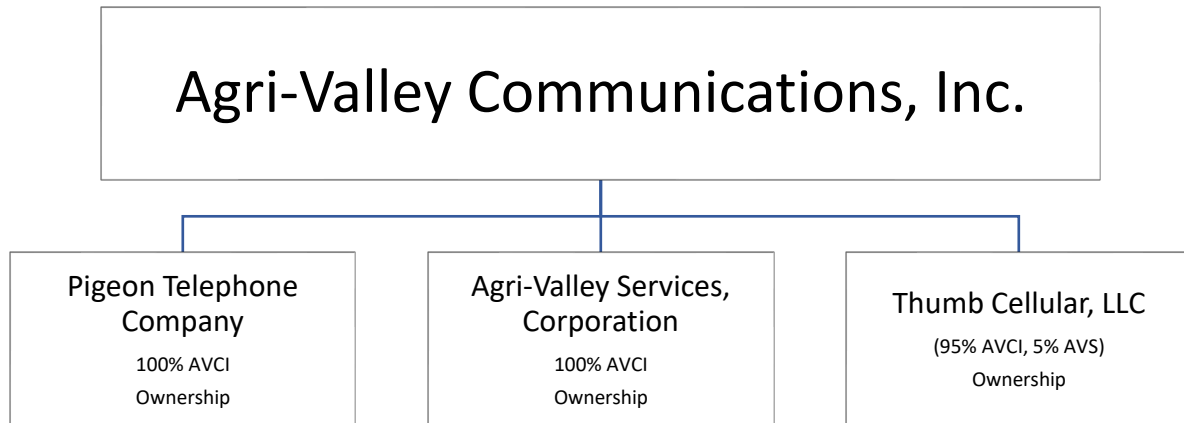 Agri-Valley Communications, Inc.
Pigeon Telephone
Company
100% AVCI
Ownership
Agri-Valley Services,
Corporation
100% AVCI
Ownership
Thumb Cellular, LLC
(95% AVCI, 5% AVS)
Ownership